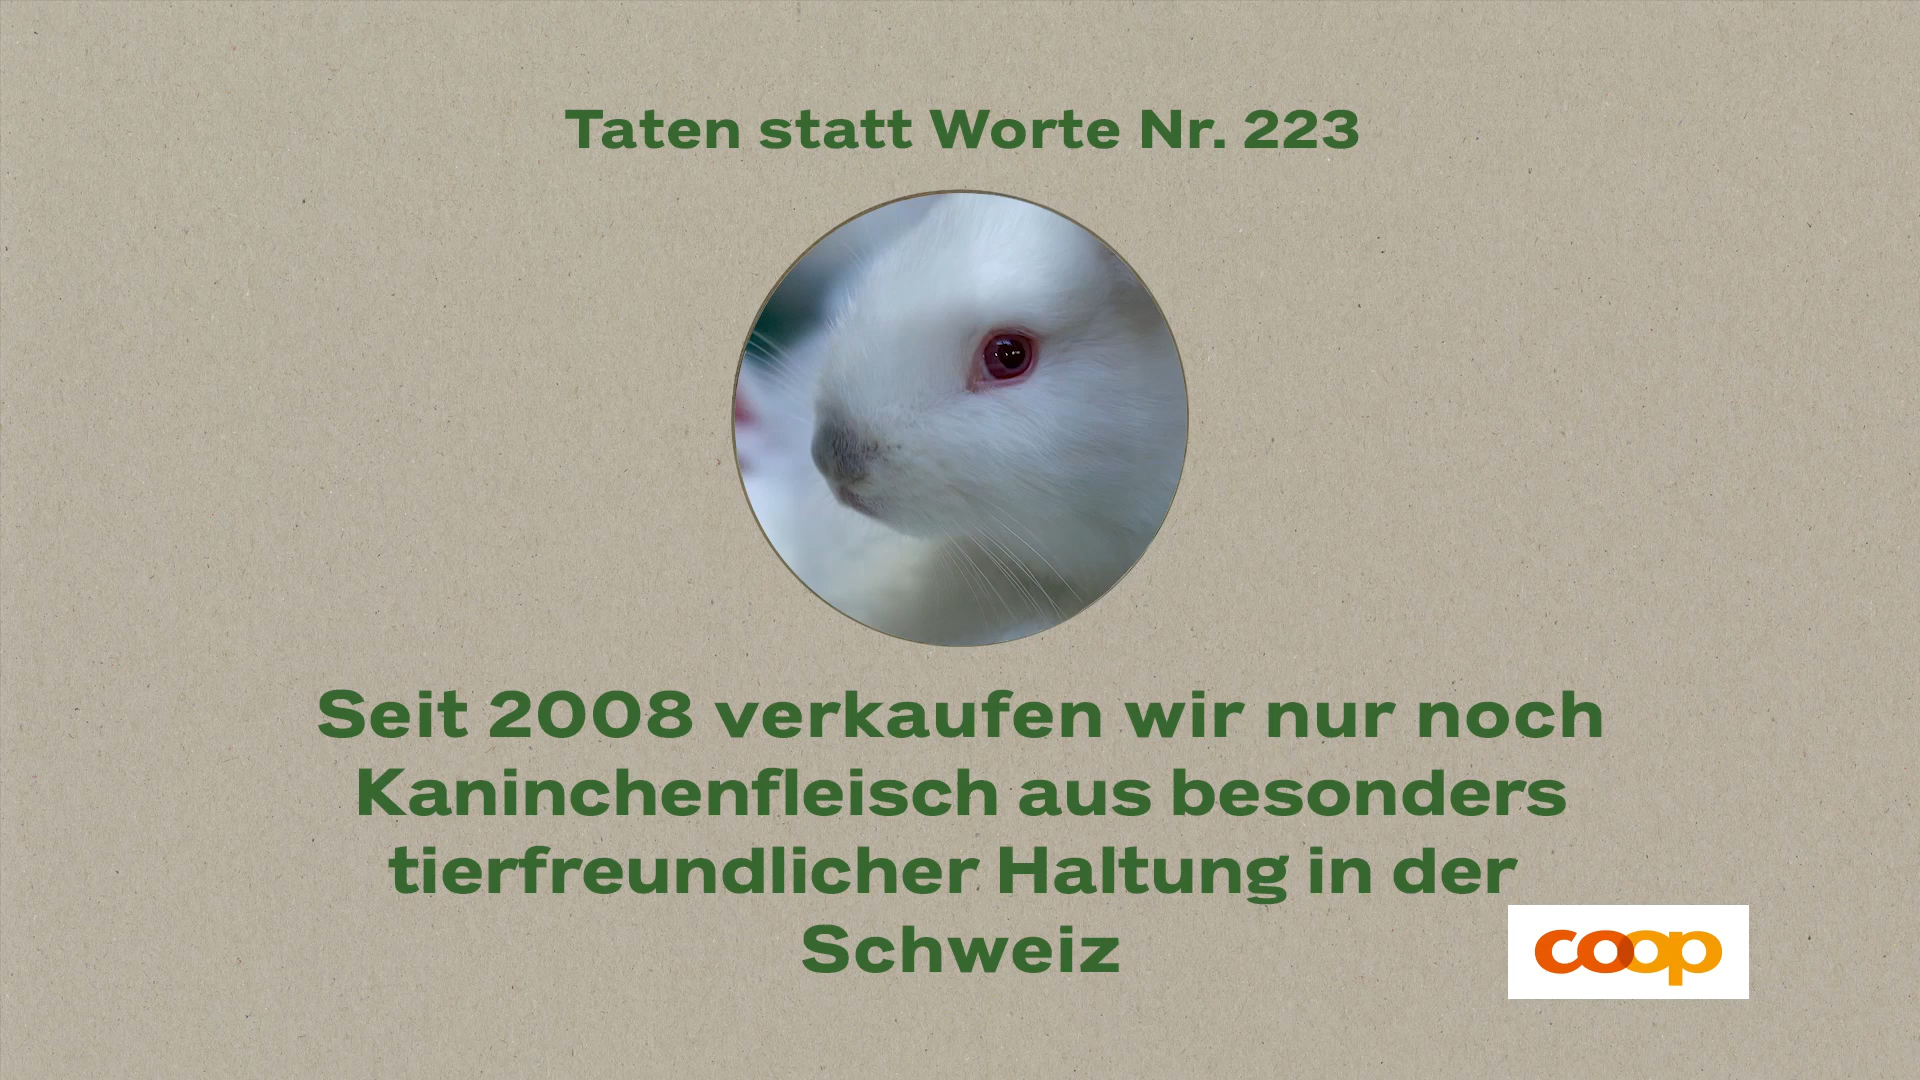 Taten statt Worte Nr. 223
Seit 2008 verkaufen wir nur noch
Kaninchenfleisch aus besonders
tierfreundlicher Haltung in der
Schweiz
coop